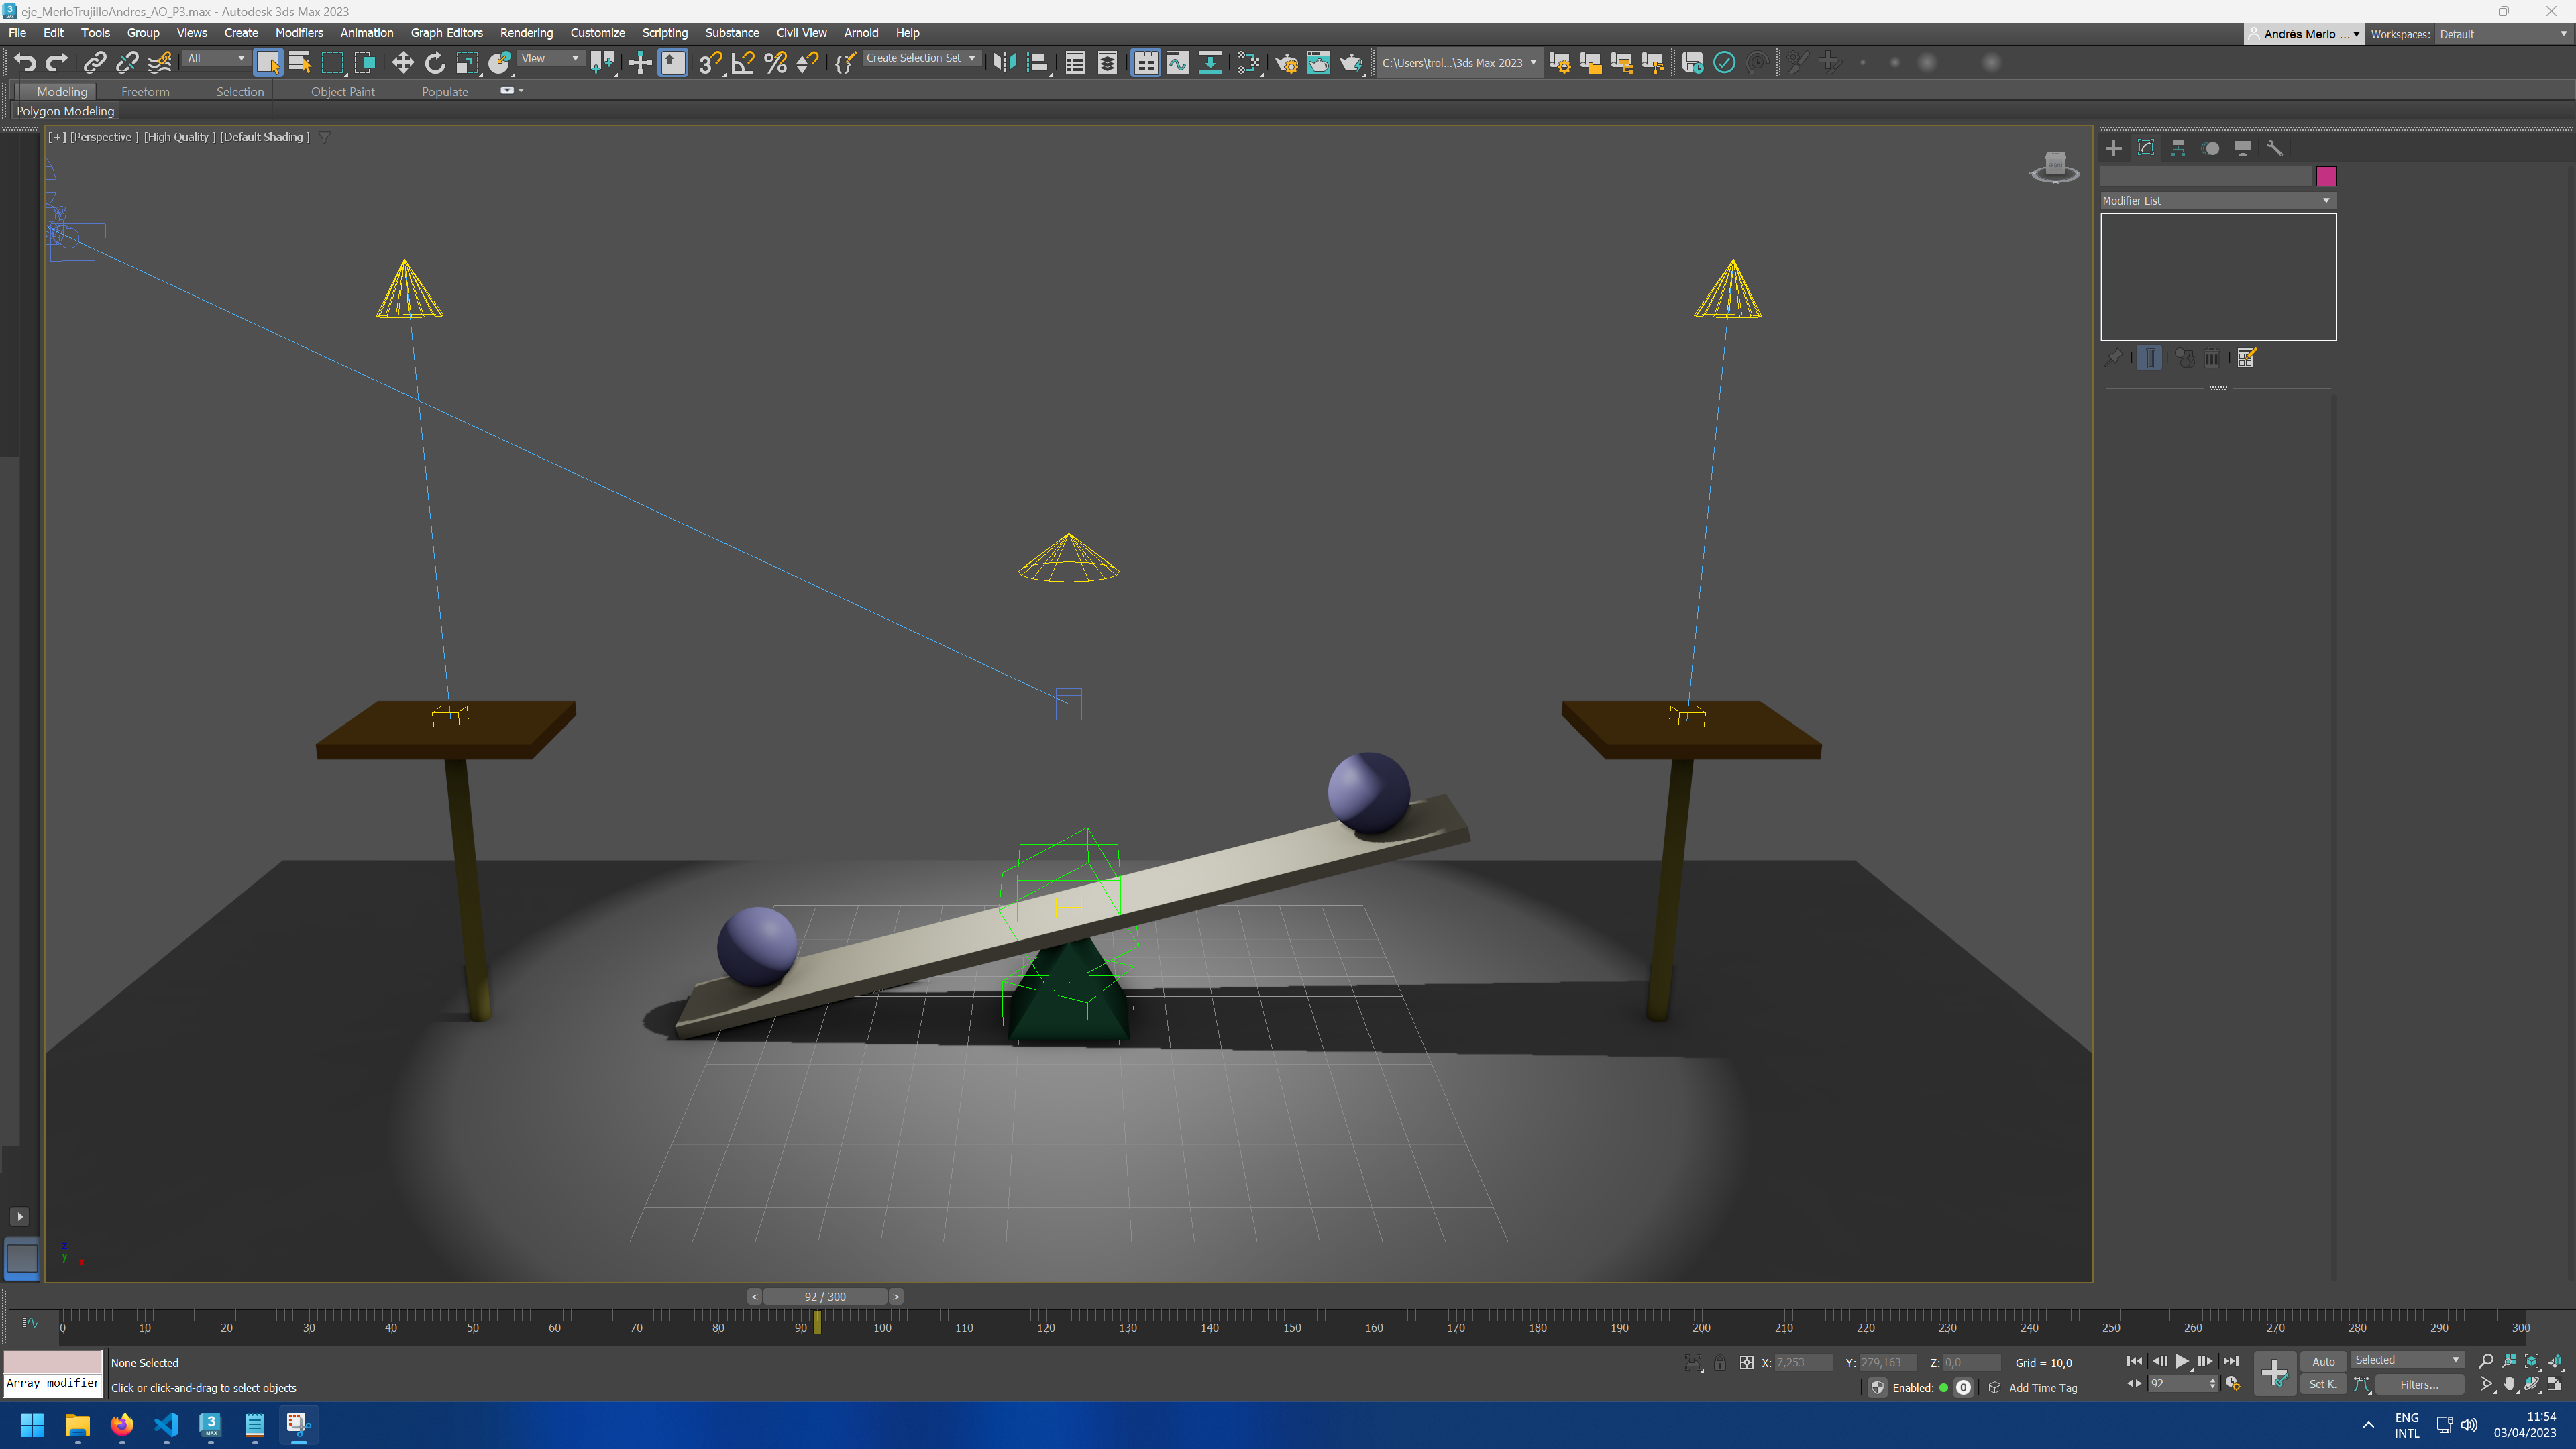 eje_MerloTrujilloAndres_AO_P3.max - Autodesk 3ds Max 2023
File Edit Tools Group Views Create Modifiers Animation Graph Editors Rendering Customize Scripting Substance Civil View Arnold Help
Andrés Merlo ... Workspaces: Default
All View Create Selection Set C:\Users\trol...\3ds Max 2023
Modeling Freeform Selection Object Paint Populate
Polygon Modeling
[+] [Perspective ] [High Quality ] [Default Shading ]
FRONT
Modifier List
z
y
x
< 92 / 300 >
0 10 20 30 40 50 60 70 80 90 100 110 120 130 140 150 160 170 180 190 200 210 220 230 240 250 260 270 280 290 300
None Selected
X: 7,253 Y: 279,163 Z: 0,0 Grid = 10,0
Auto Selected
Array modifier
Click or click-and-drag to select objects
Enabled: 0 Add Time Tag
92
Set K. Filters...
3
MAX
ENG
INTL
11:54
03/04/2023